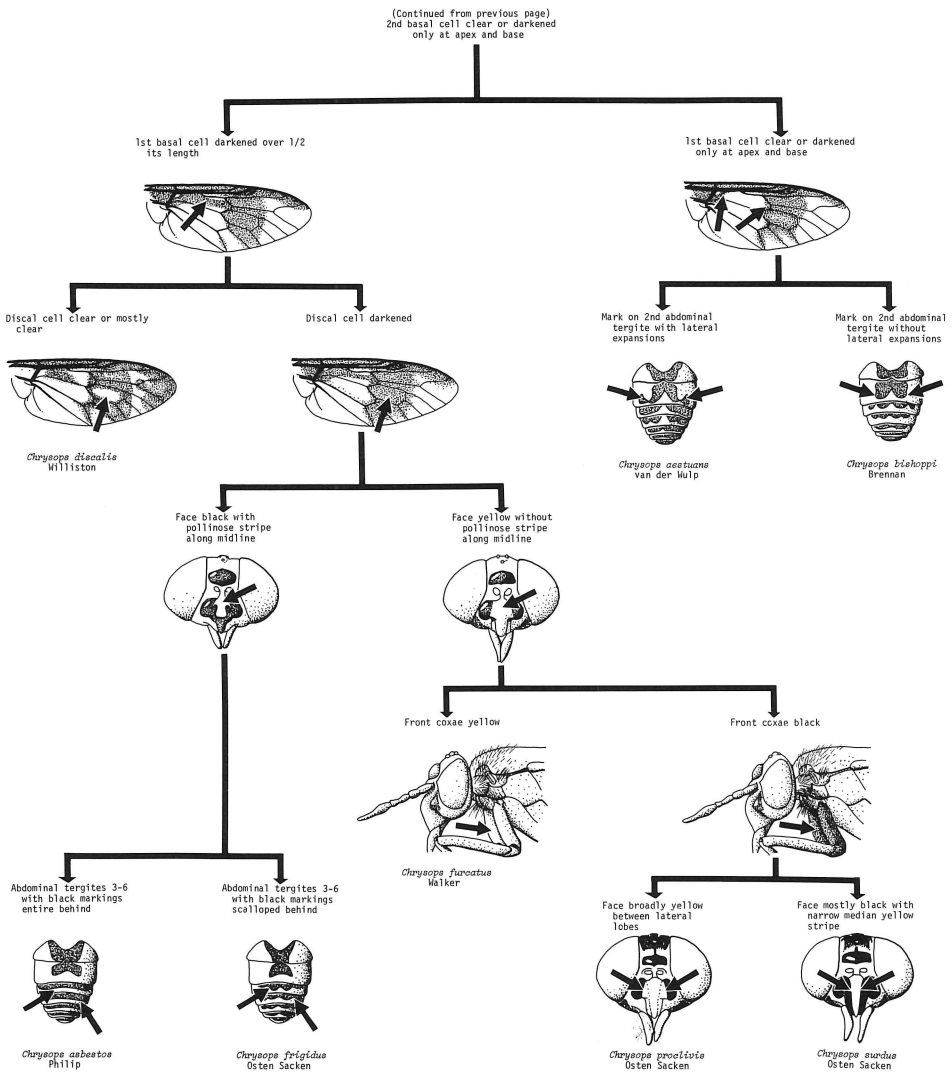 (Continued from previous page)
2nd basal cell clear or darkened
only at apex and base
1st basal cell darkened over 1/2
its length
1st basal cell clear or darkened
only at apex and base
Discal cell clear or mostly
clear
Discal cell darkened
Mark on 2nd abdominal
tergite with lateral
expansions
Mark on 2nd abdominal
tergite without
lateral expansions
Chrysops discalis
Williston
Chrysops aestuans
van der Wulp
Chrysops bishoppi
Brennan
Face black with
pollinose stripe
along midline
Face yellow without
pollinose stripe
along midline
Front coxae yellow
Front coxae black
Chrysops furcatus
Walker
Abdominal tergites 3-6
with black markings
entire behind
Abdominal tergites 3-6
with black markings
scalloped behind
Face broadly yellow
between lateral
lobes
Face mostly black with
narrow median yellow
stripe
Chrysops asbestos
Philip
Chrysops frigidus
Osten Sacken
Chrysops proclivis
Osten Sacken
Chrysops surdus
Osten Sacken